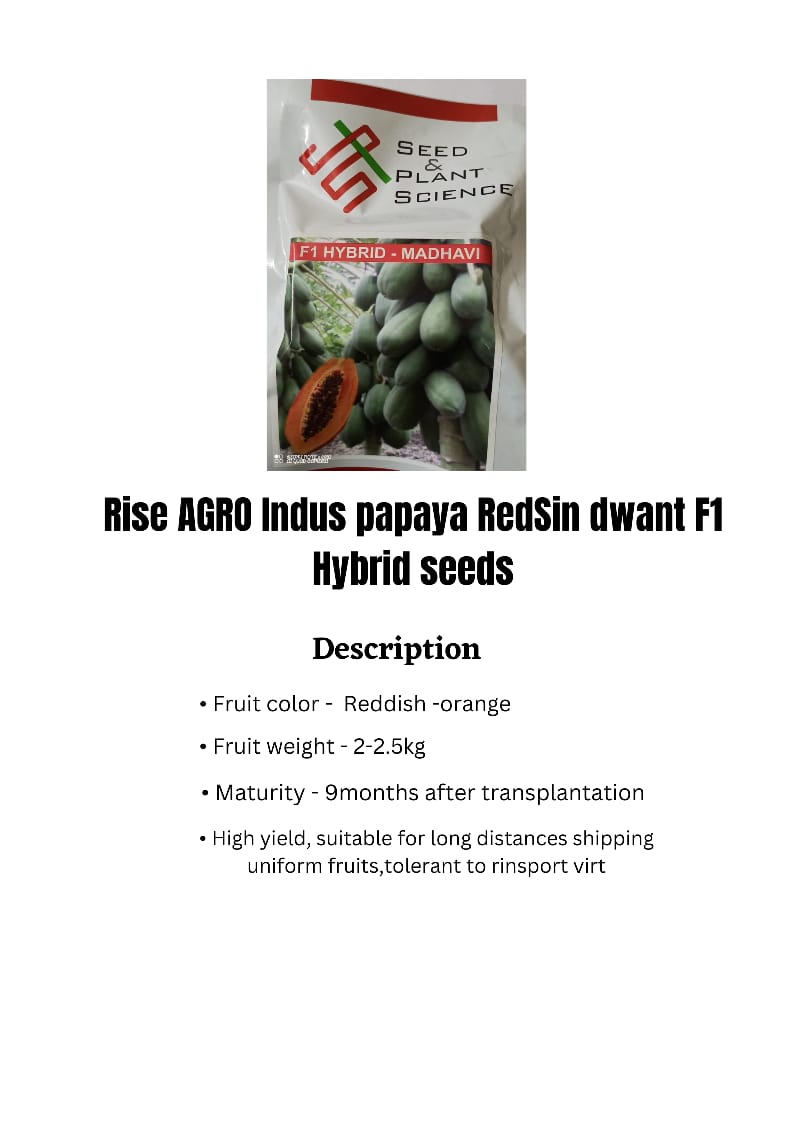 SEED
&
PLANT
SCIENCE
F1 HYBRID - MADHAVI
Rise AGRO Indus papaya RedSin dwant F1
Hybrid seeds
Description
• Fruit color - Reddish -orange
• Fruit weight - 2-2.5kg
• Maturity - 9months after transplantation
• High yield, suitable for long distances shipping
uniform fruits,tolerant to rinsport virt